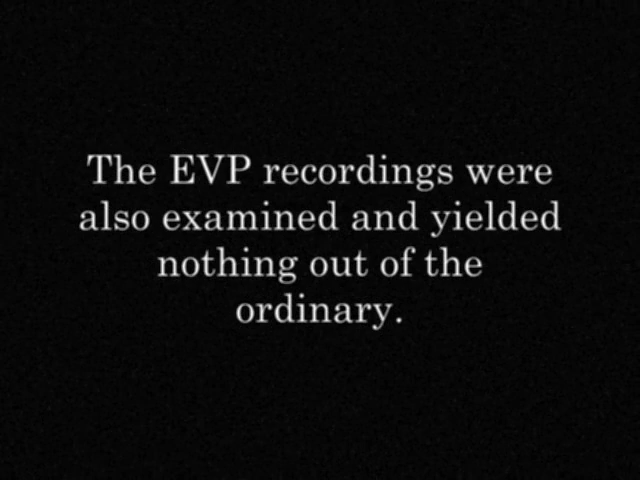 The EVP recordings were
also examined and yielded
nothing out of the
ordinary.